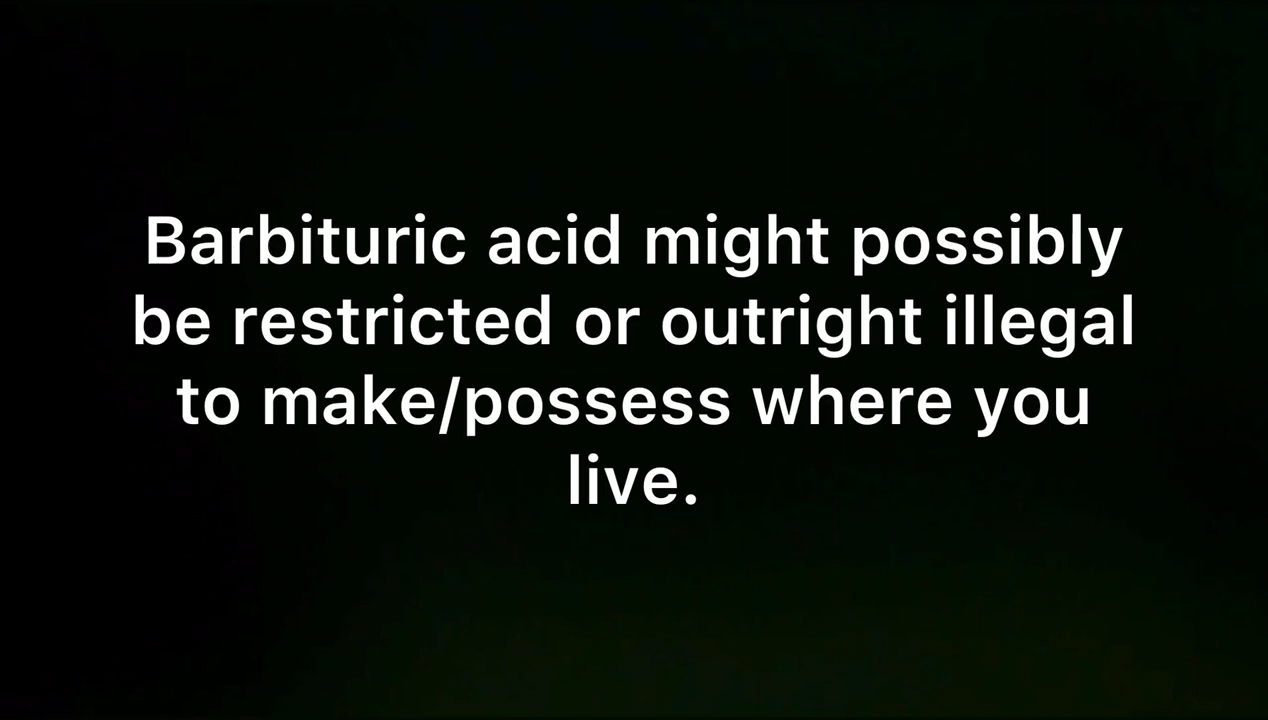 Barbituric acid might possibly
be restricted or outright illegal
to make/possess where you
live.